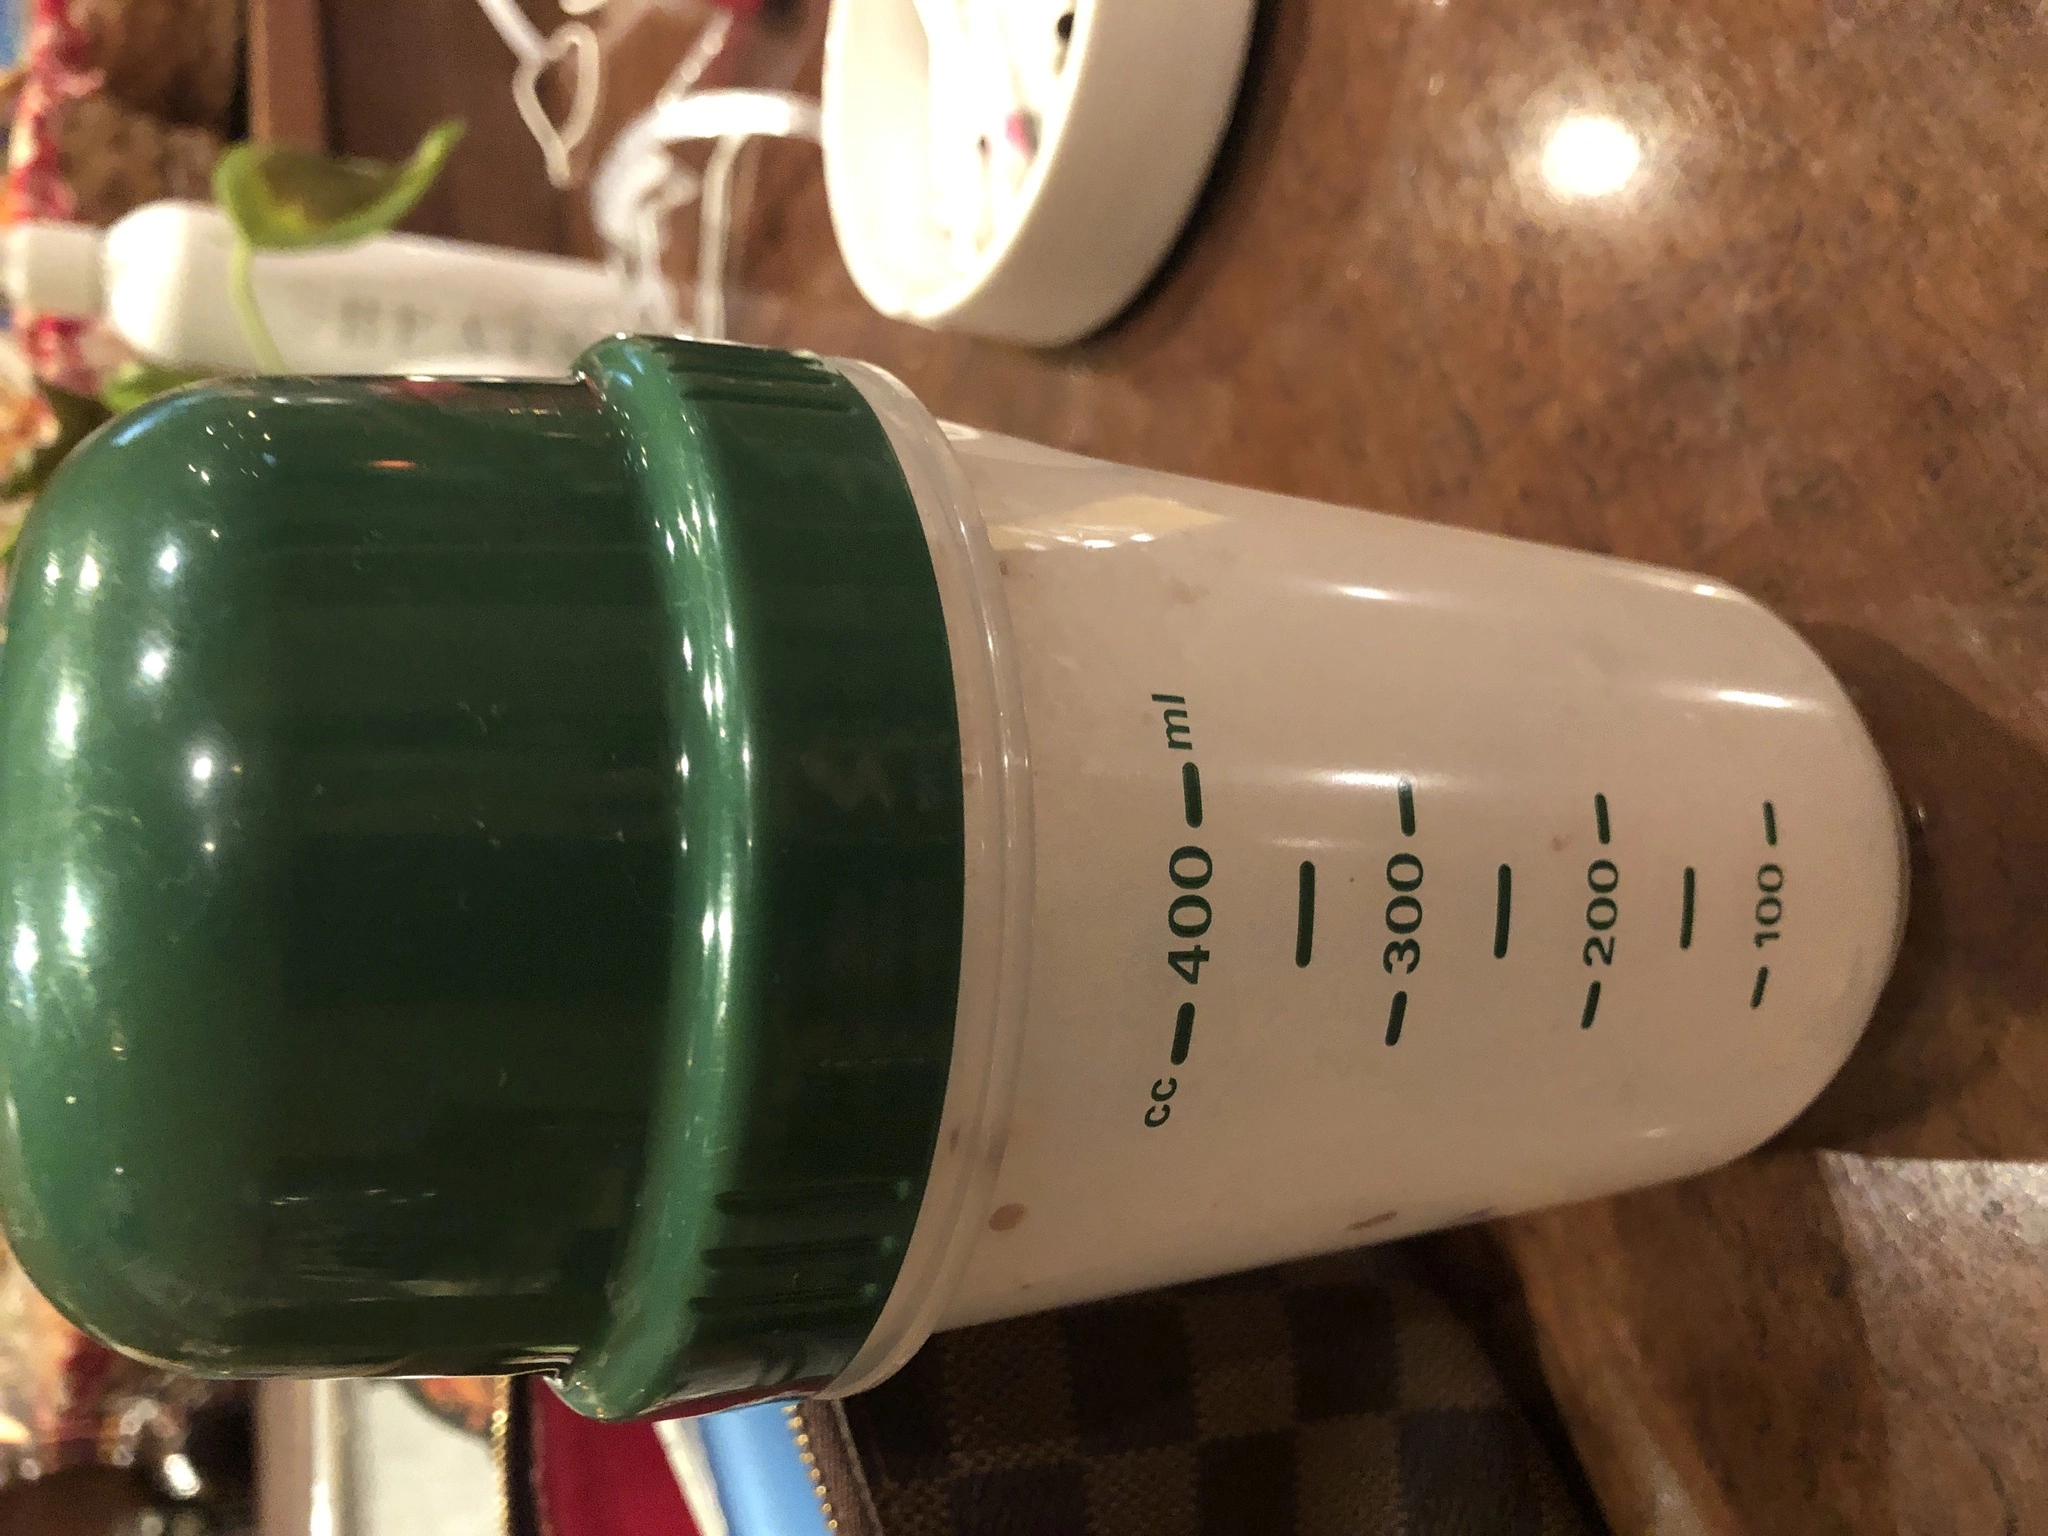 cc — 400 — ml
— 300 —
— 200 —
— 100 —